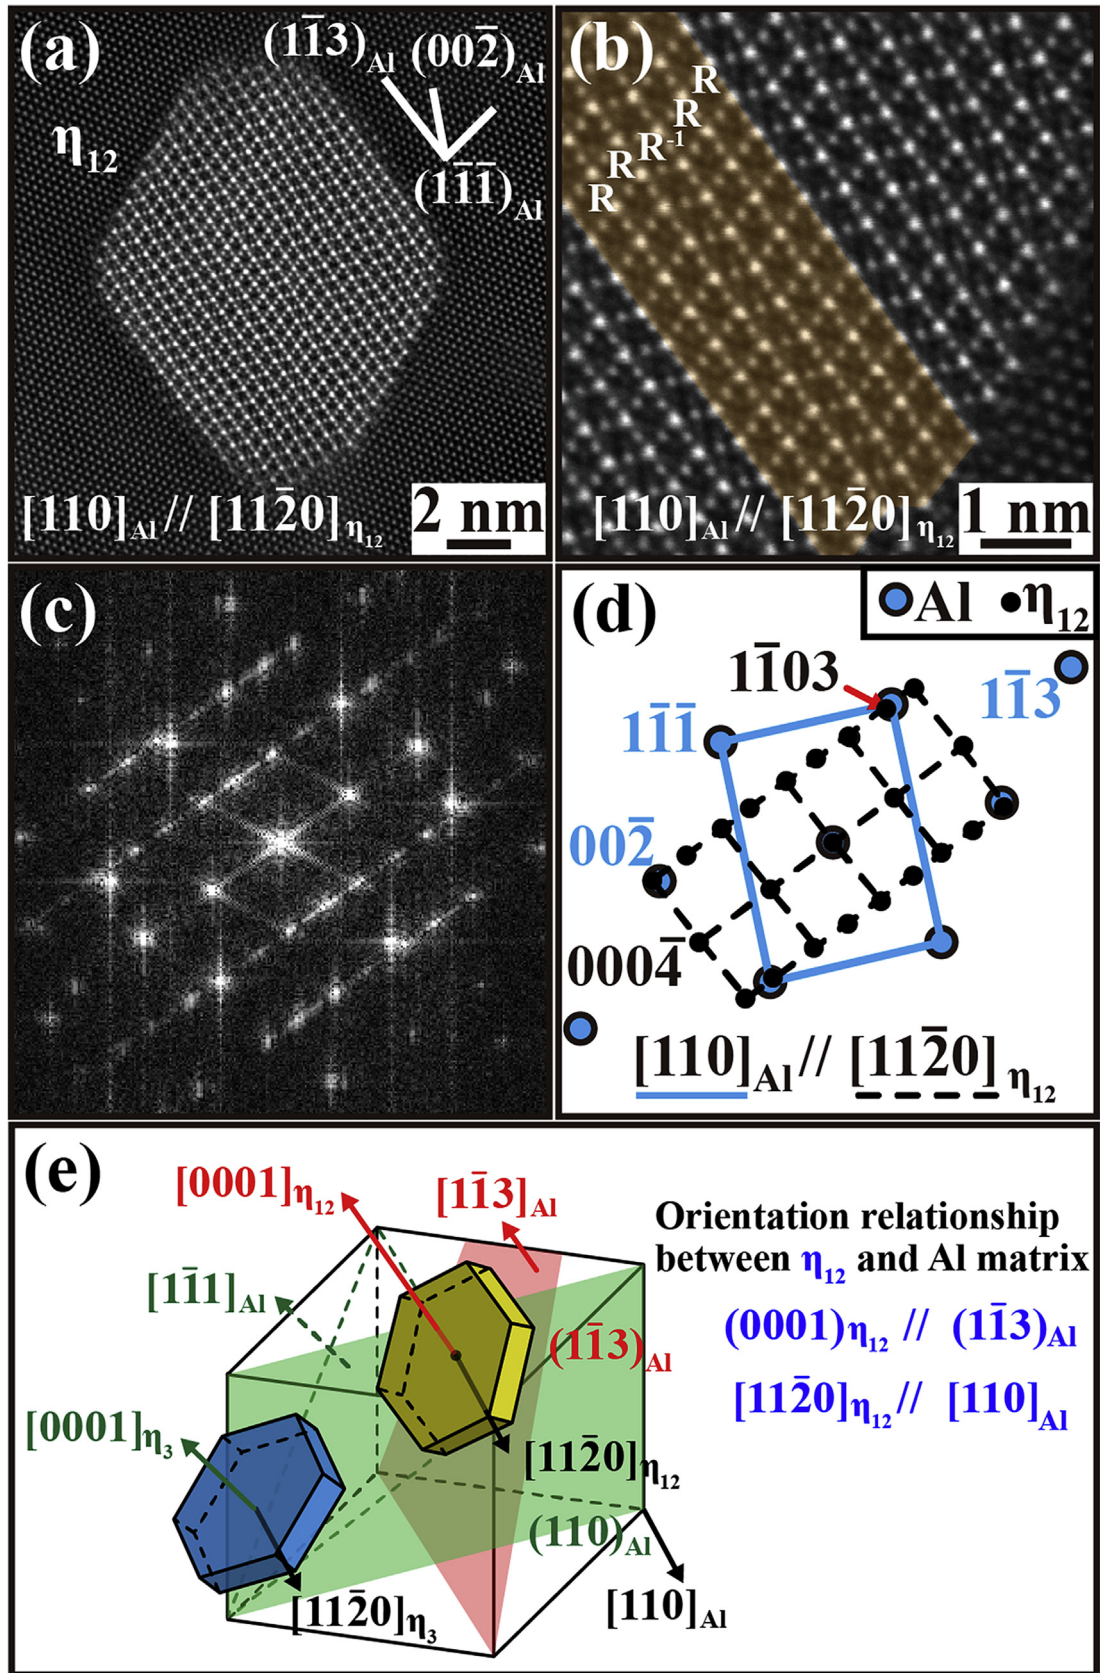 (a)
(11̅3)Al (002̅)Al
η12
(11̅1̅)Al
[110]Al // [112̅0]η12
2 nm
(b)
R
R
R-1
R
R
[110]Al // [112̅0]η12
1 nm
(c)
(d)
Al η12
11̅03
11̅1̅
11̅3
002̅
0004̅
[110]Al // [112̅0]η12
(e)
[0001]η12
[11̅3]Al
[11̅1]Al
(11̅3)Al
[0001]η3
[112̅0]η12
(110)Al
[112̅0]η3
[110]Al
Orientation relationship
between η12 and Al matrix
(0001)η12 // (11̅3)Al
[112̅0]η12 // [110]Al